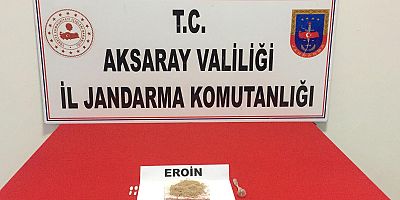 T.C.
AKSARAY VALİLİĞİ
İL JANDARMA KOMUTANLIĞI
EROİN